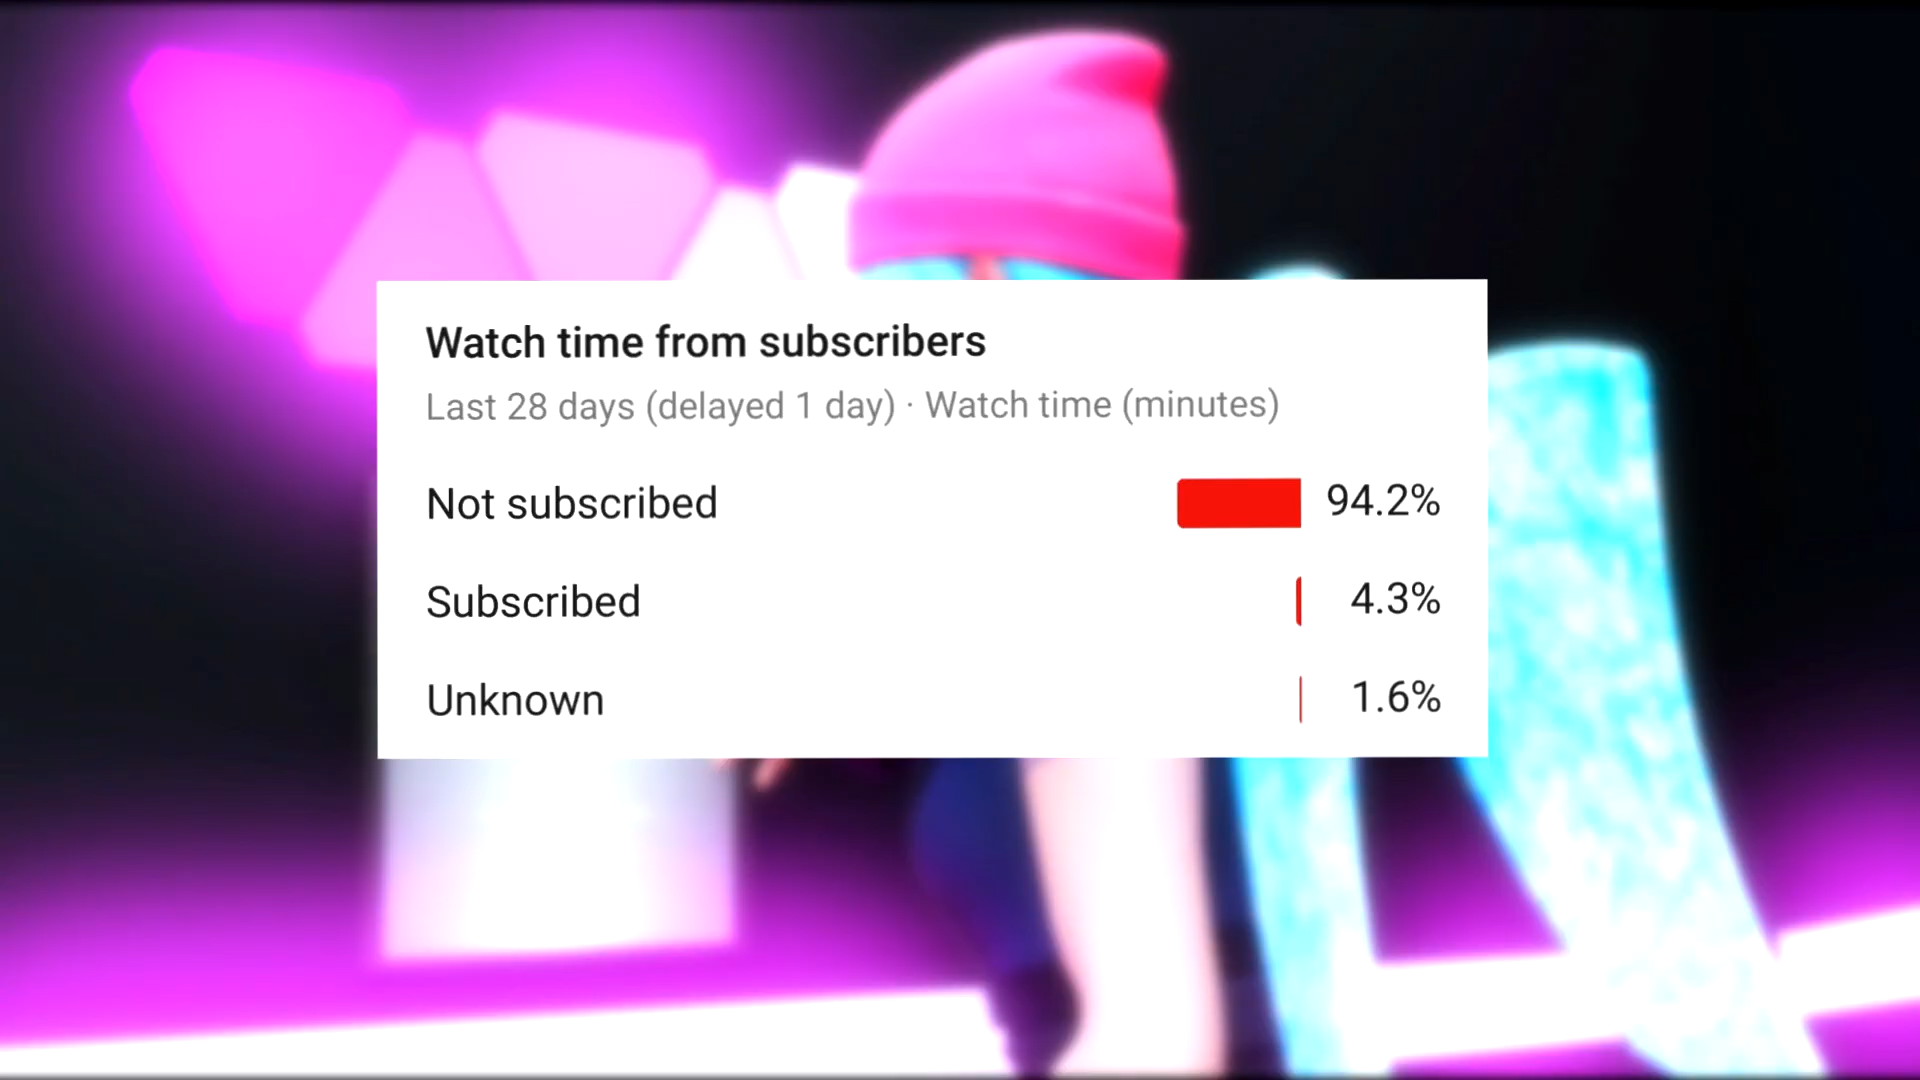 Watch time from subscribers
Last 28 days (delayed 1 day) · Watch time (minutes)
Not subscribed 94.2%
Subscribed 4.3%
Unknown 1.6%